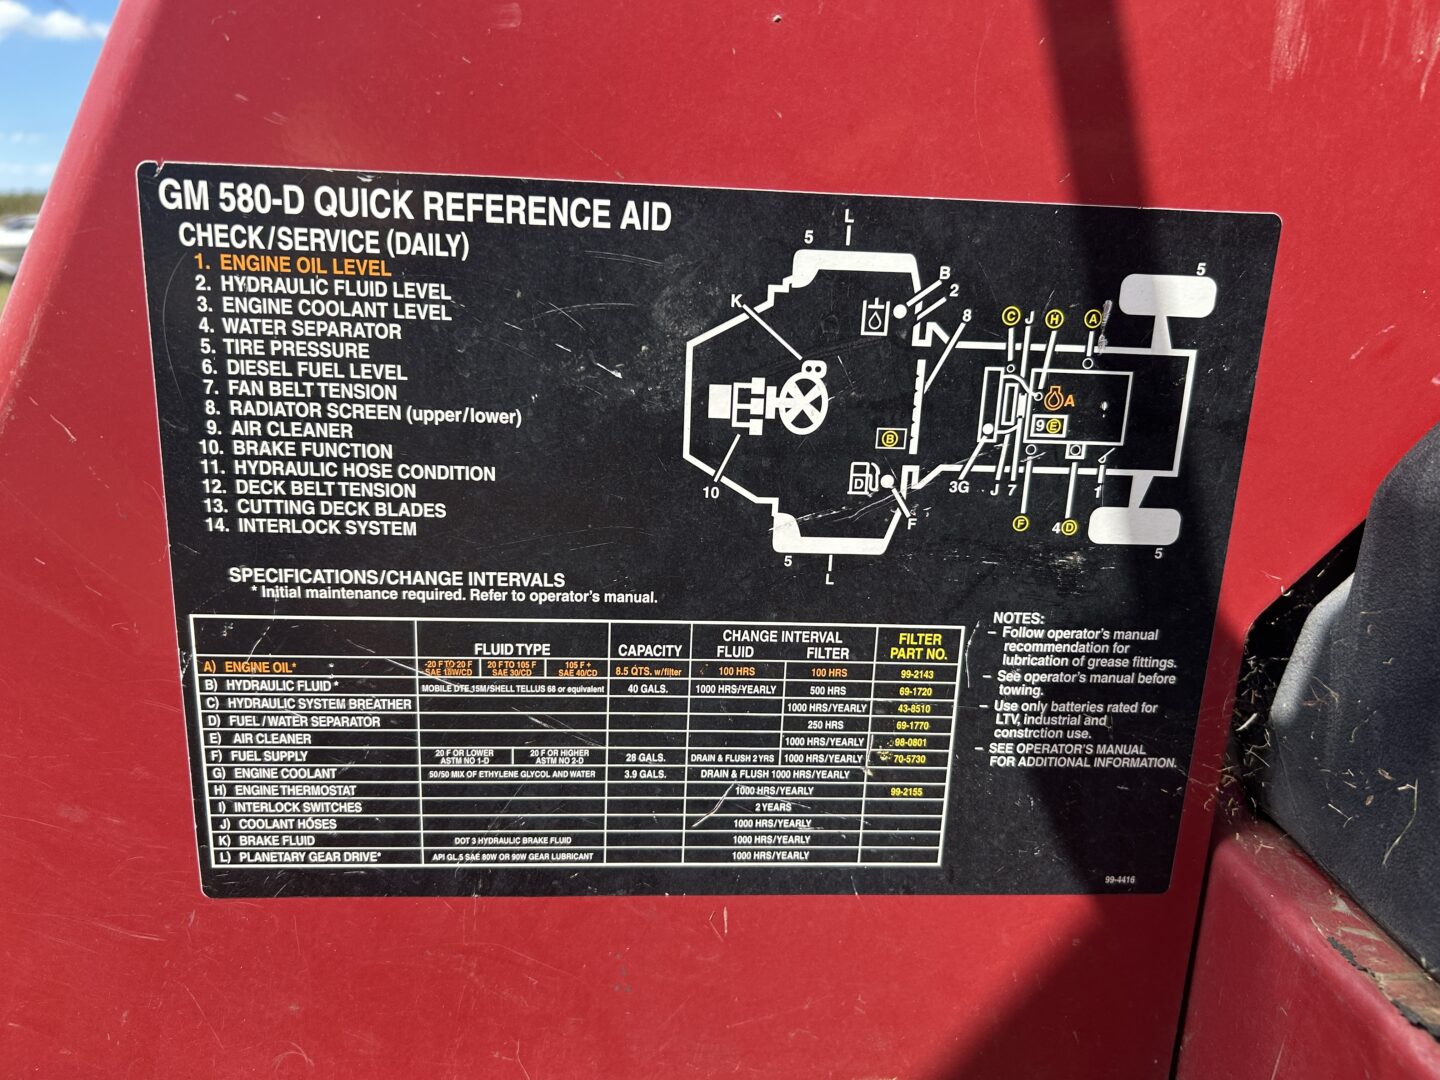 GM 580-D QUICK REFERENCE AID
CHECK/SERVICE (DAILY)
1. ENGINE OIL LEVEL
2. HYDRAULIC FLUID LEVEL
3. ENGINE COOLANT LEVEL
4. WATER SEPARATOR
5. TIRE PRESSURE
6. DIESEL FUEL LEVEL
7. FAN BELT TENSION
8. RADIATOR SCREEN (upper/lower)
9. AIR CLEANER
10. BRAKE FUNCTION
11. HYDRAULIC HOSE CONDITION
12. DECK BELT TENSION
13. CUTTING DECK BLADES
14. INTERLOCK SYSTEM
L
5
K
B
2
8
C J H A
5
A
9 E
B
D
10
F
3G J 7
1
F
4 D
5
L
5
SPECIFICATIONS/CHANGE INTERVALS
* Initial maintenance required. Refer to operator's manual.
FLUID TYPE CAPACITY CHANGE INTERVAL FLUID FILTER FILTER PART NO.
A) ENGINE OIL* -20 F TO 20 F SAE 10W/CD 20 F TO 105 F SAE 30/CD 105 F + SAE 40/CD 8.5 QTS. w/filter 100 HRS 100 HRS 99-2143
B) HYDRAULIC FLUID * MOBILE DTE 15M/SHELL TELLUS 68 or equivalent 40 GALS. 1000 HRS/YEARLY 500 HRS 69-1720
C) HYDRAULIC SYSTEM BREATHER 1000 HRS/YEARLY 43-8510
D) FUEL/WATER SEPARATOR 250 HRS 69-1770
E) AIR CLEANER 1000 HRS/YEARLY 98-0801
F) FUEL SUPPLY 20 F OR LOWER ASTM NO 1-D 20 F OR HIGHER ASTM NO 2-D 28 GALS. DRAIN & FLUSH 2 YRS 1000 HRS/YEARLY 70-5730
G) ENGINE COOLANT 50/50 MIX OF ETHYLENE GLYCOL AND WATER 3.9 GALS. DRAIN & FLUSH 1000 HRS/YEARLY
H) ENGINE THERMOSTAT 1000 HRS/YEARLY 99-2155
I) INTERLOCK SWITCHES 2 YEARS
J) COOLANT HOSES 1000 HRS/YEARLY
K) BRAKE FLUID DOT 3 HYDRAULIC BRAKE FLUID 1000 HRS/YEARLY
L) PLANETARY GEAR DRIVE* API GL.5 SAE 80W OR 90W GEAR LUBRICANT 1000 HRS/YEARLY
NOTES:
– Follow operator's manual
recommendation for
lubrication of grease fittings.
– See operator's manual before
towing.
– Use only batteries rated for
LTV, industrial and
constrction use.
– SEE OPERATOR'S MANUAL
FOR ADDITIONAL INFORMATION.
99-4416